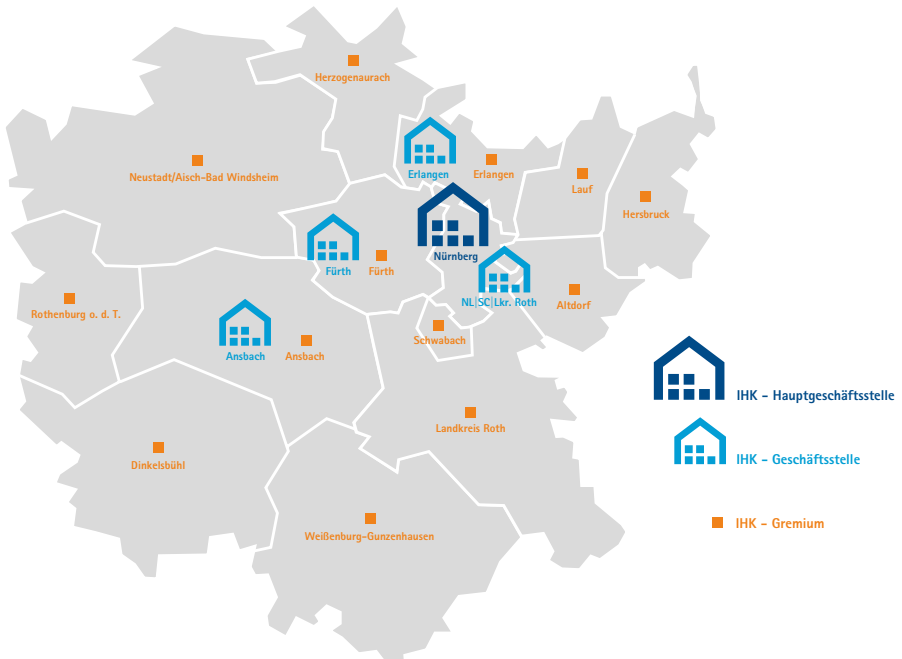 Herzogenaurach
Erlangen
Erlangen
Neustadt/Aisch-Bad Windsheim
Lauf
Hersbruck
Nürnberg
Fürth
Fürth
NL|SC|Lkr. Roth
Altdorf
Rothenburg o. d. T.
Schwabach
Ansbach
Ansbach
IHK - Hauptgeschäftsstelle
Landkreis Roth
IHK - Geschäftsstelle
Dinkelsbühl
IHK - Gremium
Weißenburg-Gunzenhausen